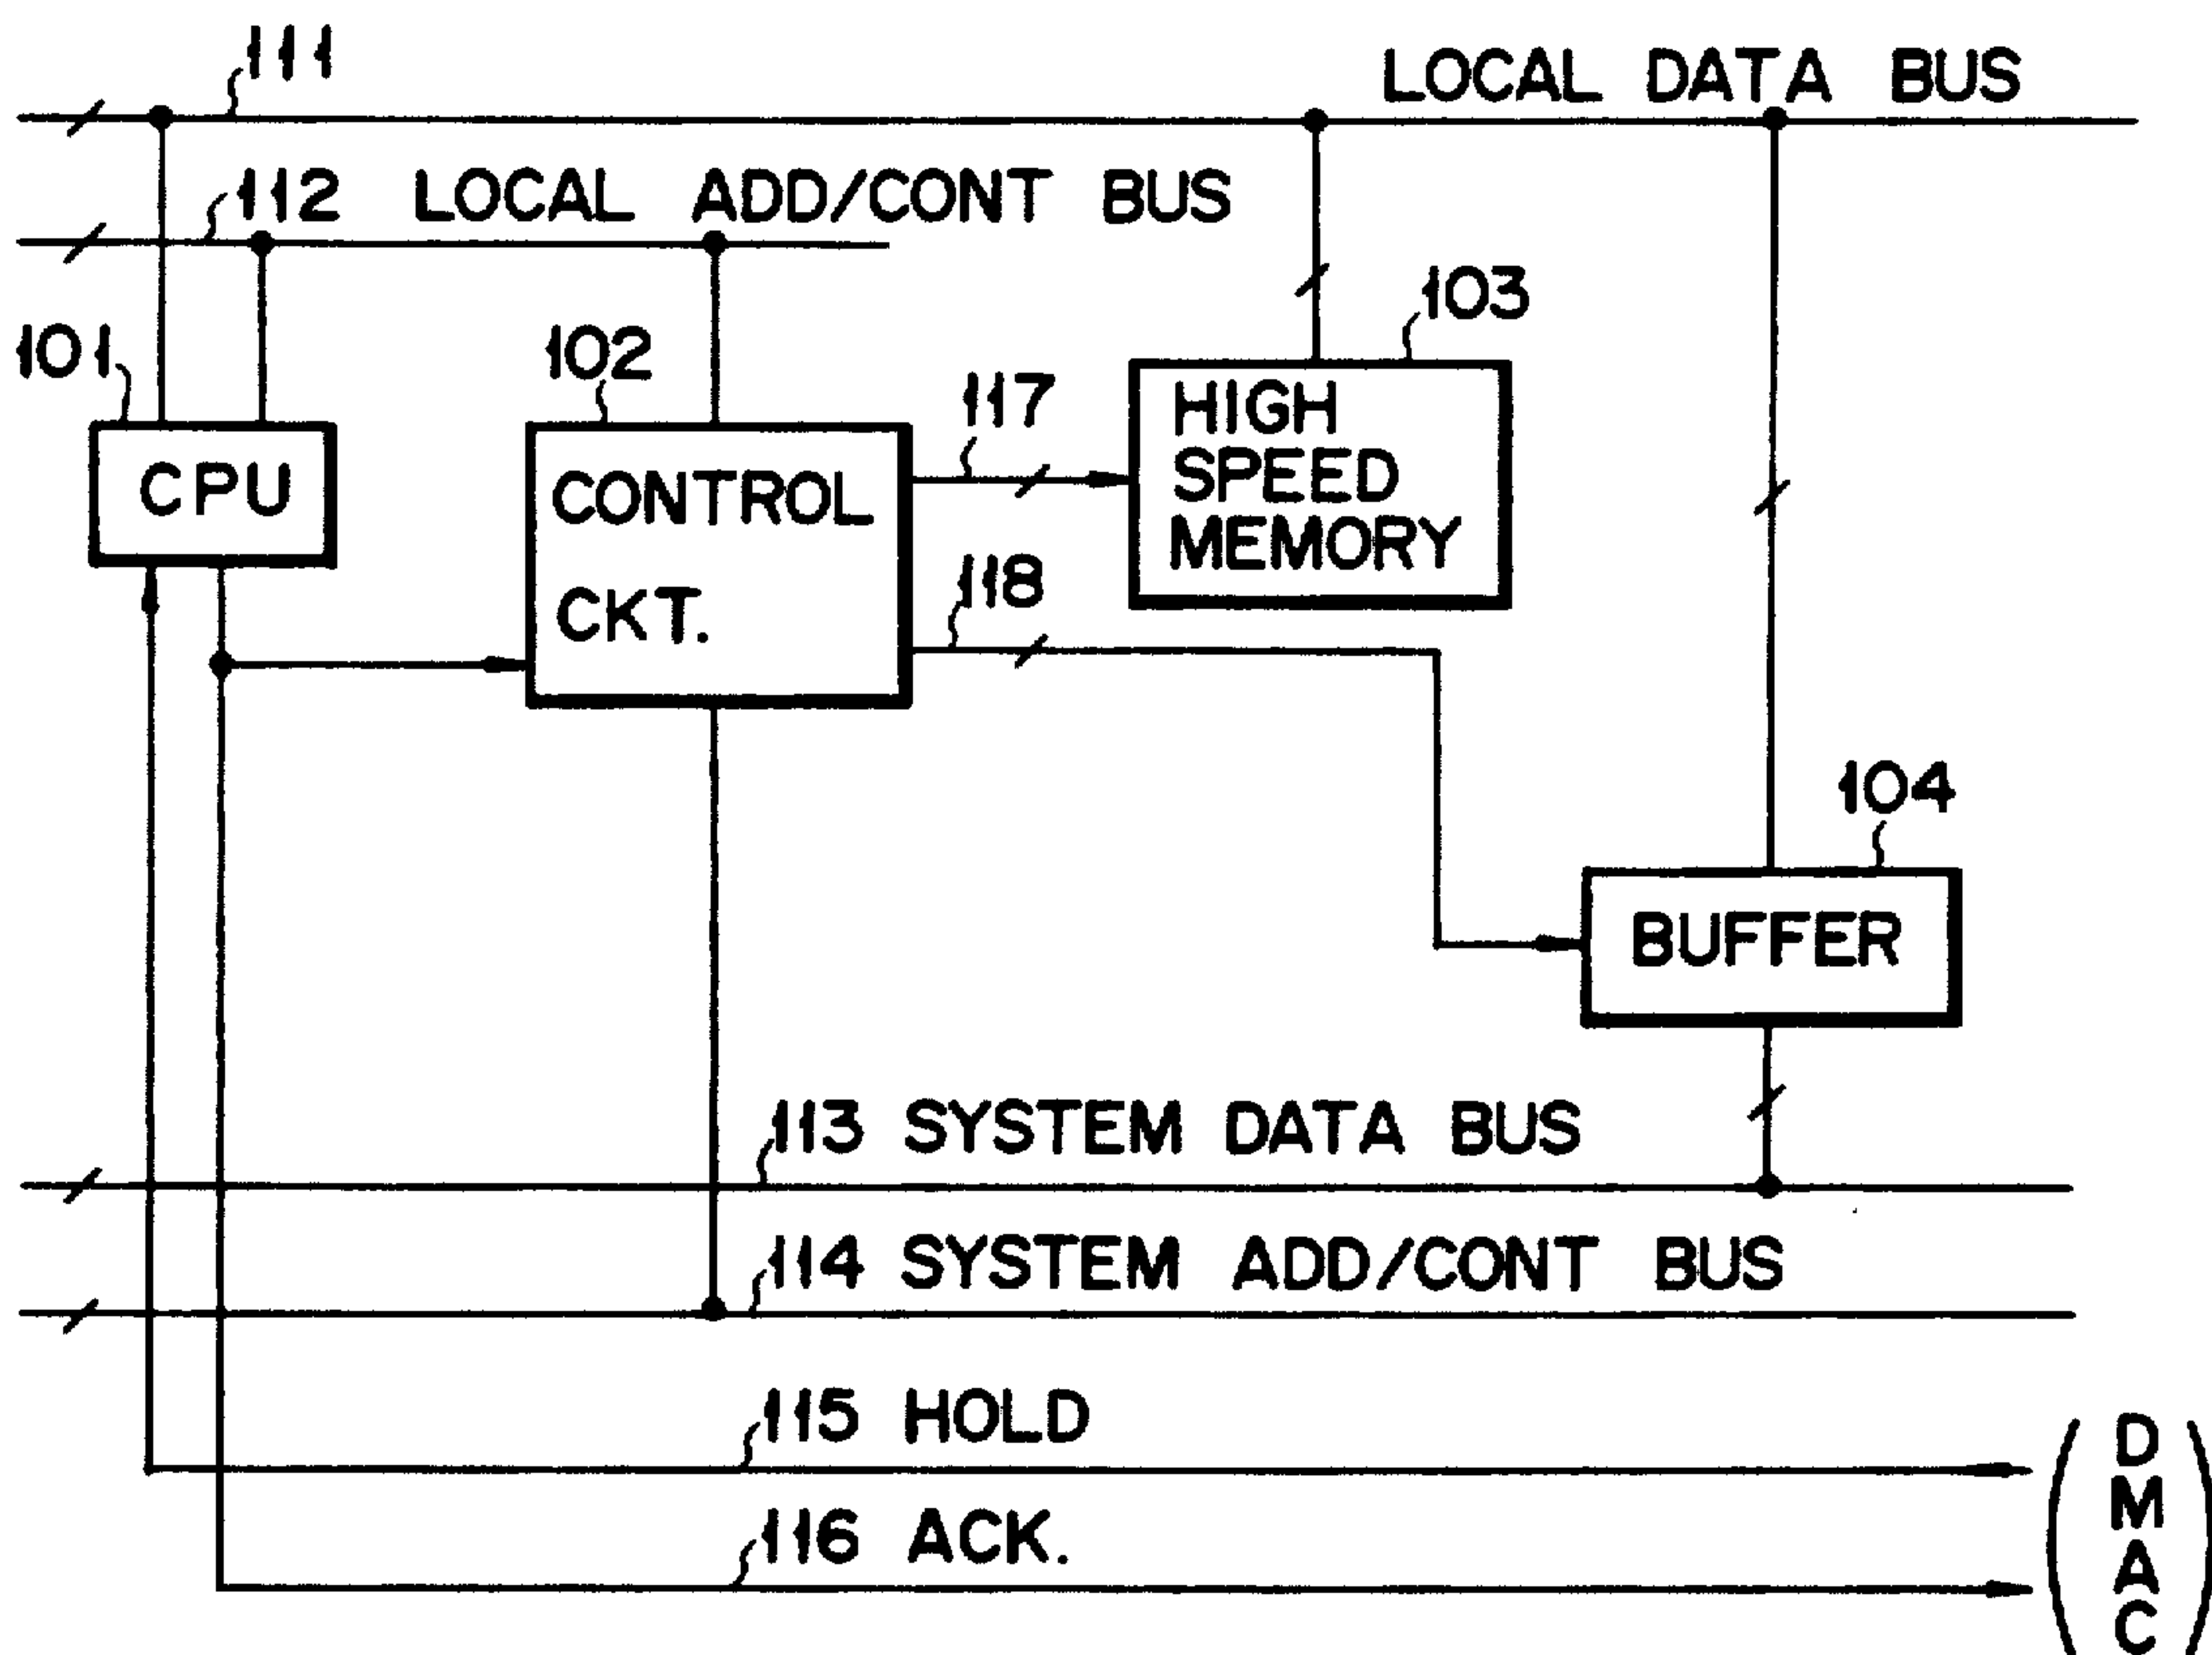 111
LOCAL DATA BUS
112 LOCAL ADD/CONT BUS
103
101
102
117
HIGH
SPEED
MEMORY
CPU
CONTROL
CKT.
118
104
BUFFER
113 SYSTEM DATA BUS
114 SYSTEM ADD/CONT BUS
115 HOLD
116 ACK.
(DMAC)